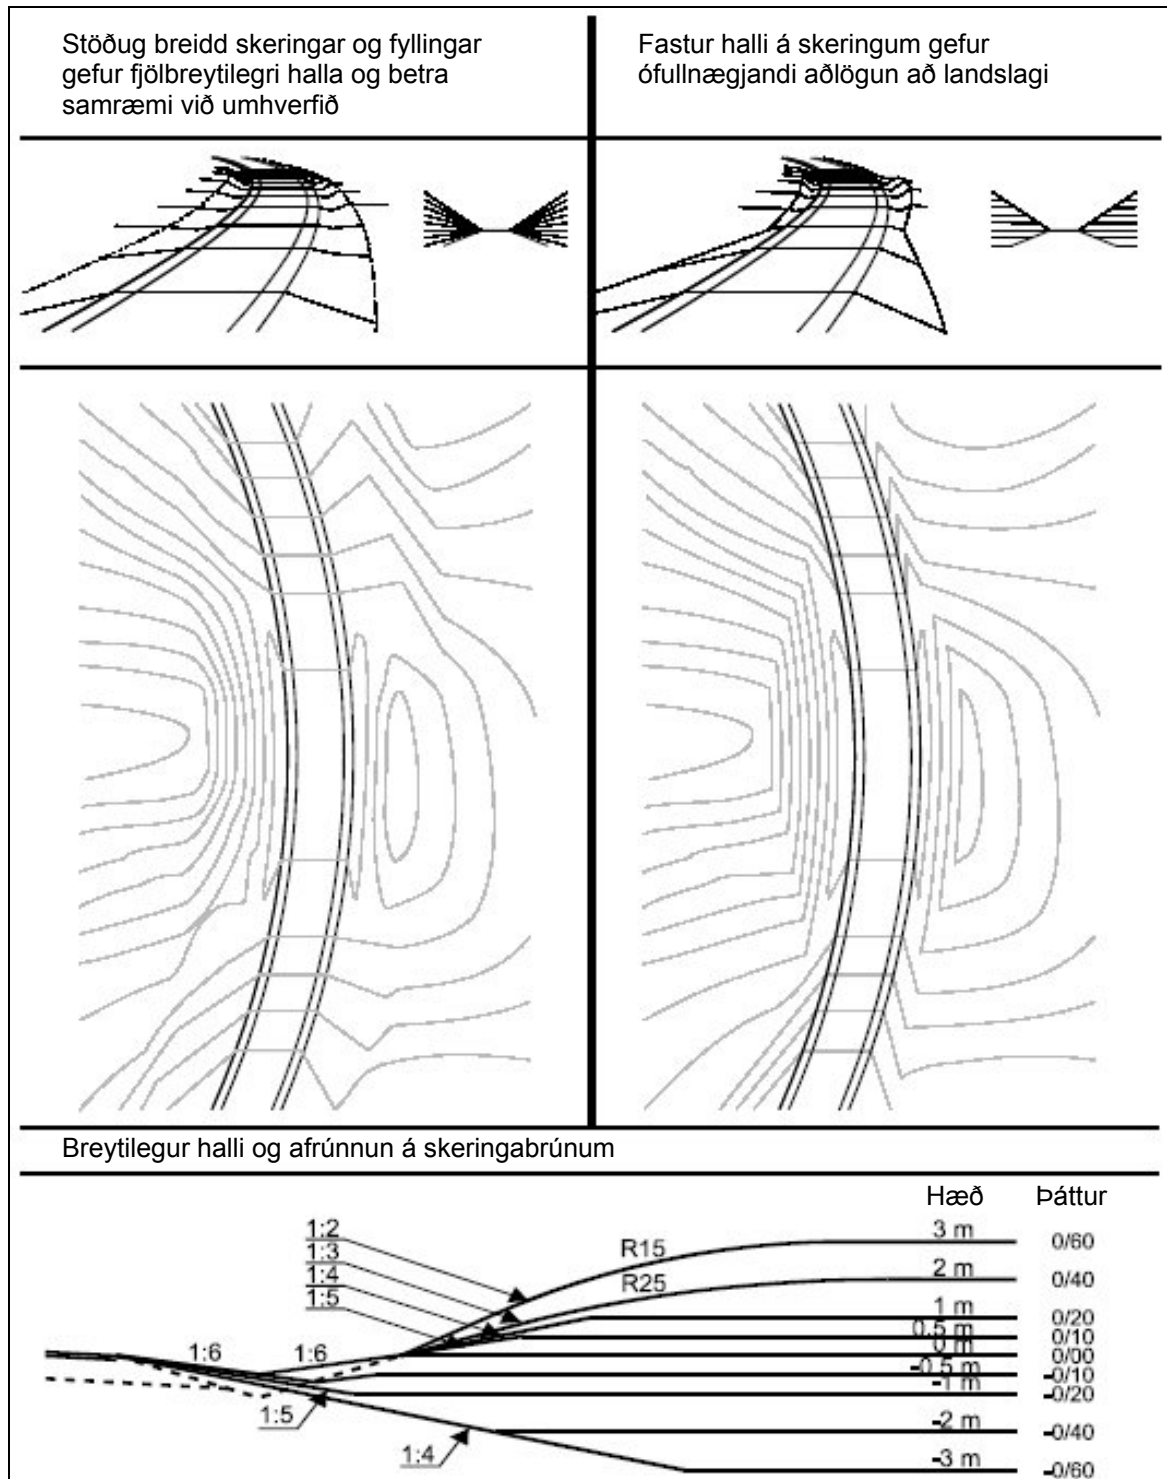 Stöðug breidd skeringar og fyllingar
gefur fjölbreytilegri halla og betra
samræmi við umhverfið
Fastur halli á skeringum gefur
ófullnægjandi aðlögun að landslagi
Breytilegur halli og afrúnnun á skeringabrúnum
Hæð Þáttur
1:2
1:3
1:4
1:5
R15
R25
1:6
1:6
1:5
1:4
3 m 0/60
2 m 0/40
1 m 0/20
0.5 m 0/10
0 m 0/00
-0.5 m -0/10
-1 m -0/20
-2 m -0/40
-3 m -0/60